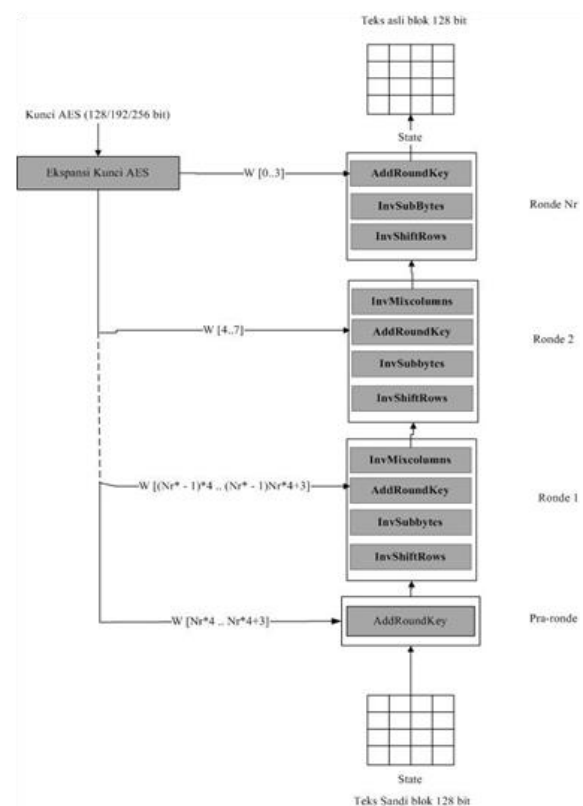 Teks asli blok 128 bit
Kunci AES (128/192/256 bit)
State
Ekspansi Kunci AES
W [0..3]
AddRoundKey
InvSubBytes
InvShiftRows
Ronde Nr
InvMixcolumns
W [4..7]
AddRoundKey
InvSubbytes
InvShiftRows
Ronde 2
InvMixcolumns
W [(Nr* - 1)*4 .. (Nr* - 1)Nr*4+3]
AddRoundKey
InvSubbytes
InvShiftRows
Ronde 1
W [Nr*4 .. Nr*4+3]
AddRoundKey
Pra-ronde
State
Teks Sandi blok 128 bit